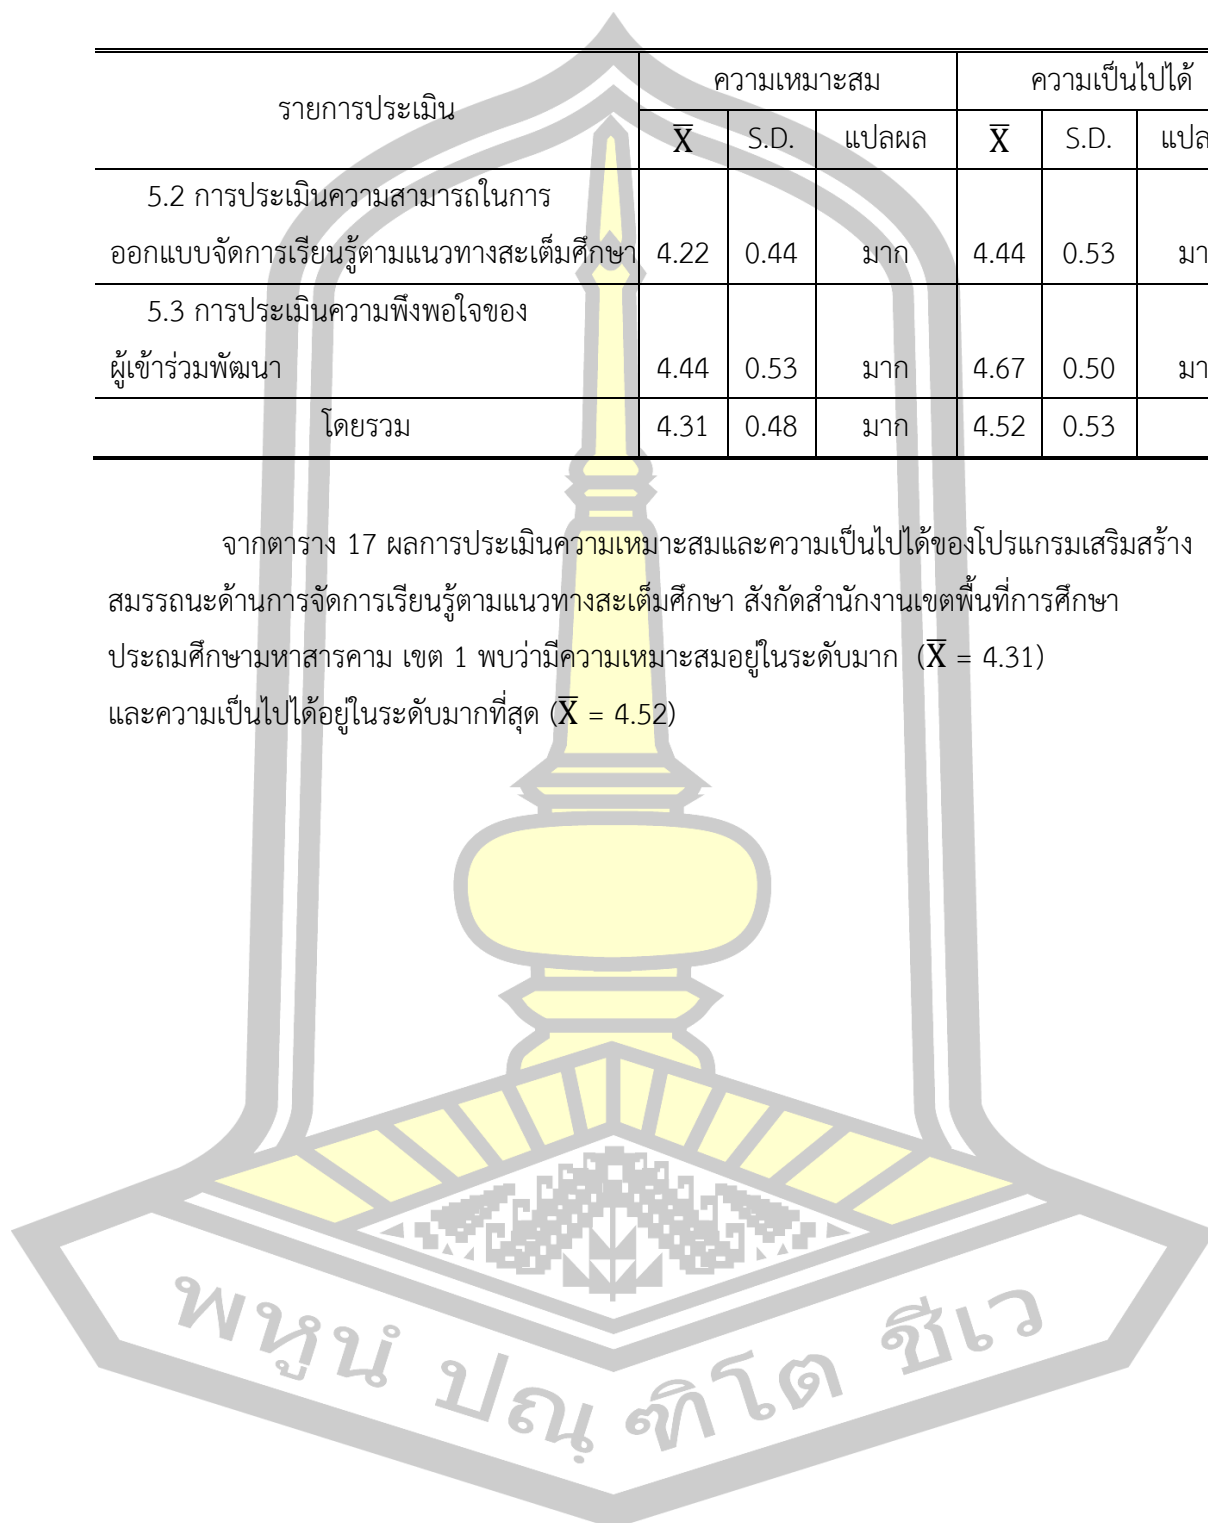 รายการประเมิน ความเหมาะสม ความเป็นไปได้
X̅ S.D. แปลผล X̅ S.D.
5.2 การประเมินความสามารถในการ
ออกแบบจัดการเรียนรู้ตามแนวทางสะเต็มศึกษา 4.22 0.44 มาก 4.44 0.53
5.3 การประเมินความพึงพอใจของ
ผู้เข้าร่วมพัฒนา 4.44 0.53 มาก 4.67 0.50
โดยรวม 4.31 0.48 มาก 4.52 0.53
จากตาราง 17 ผลการประเมินความเหมาะสมและความเป็นไปได้ของโปรแกรมเสริมสร้าง
สมรรถนะด้านการจัดการเรียนรู้ตามแนวทางสะเต็มศึกษา สังกัดสำนักงานเขตพื้นที่การศึกษา
ประถมศึกษามหาสารคาม เขต 1 พบว่ามีความเหมาะสมอยู่ในระดับมาก (X̅ = 4.31)
และความเป็นไปได้อยู่ในระดับมากที่สุด (X̅ = 4.52)
พหูนํ ปณฺฑิโต ชีเว